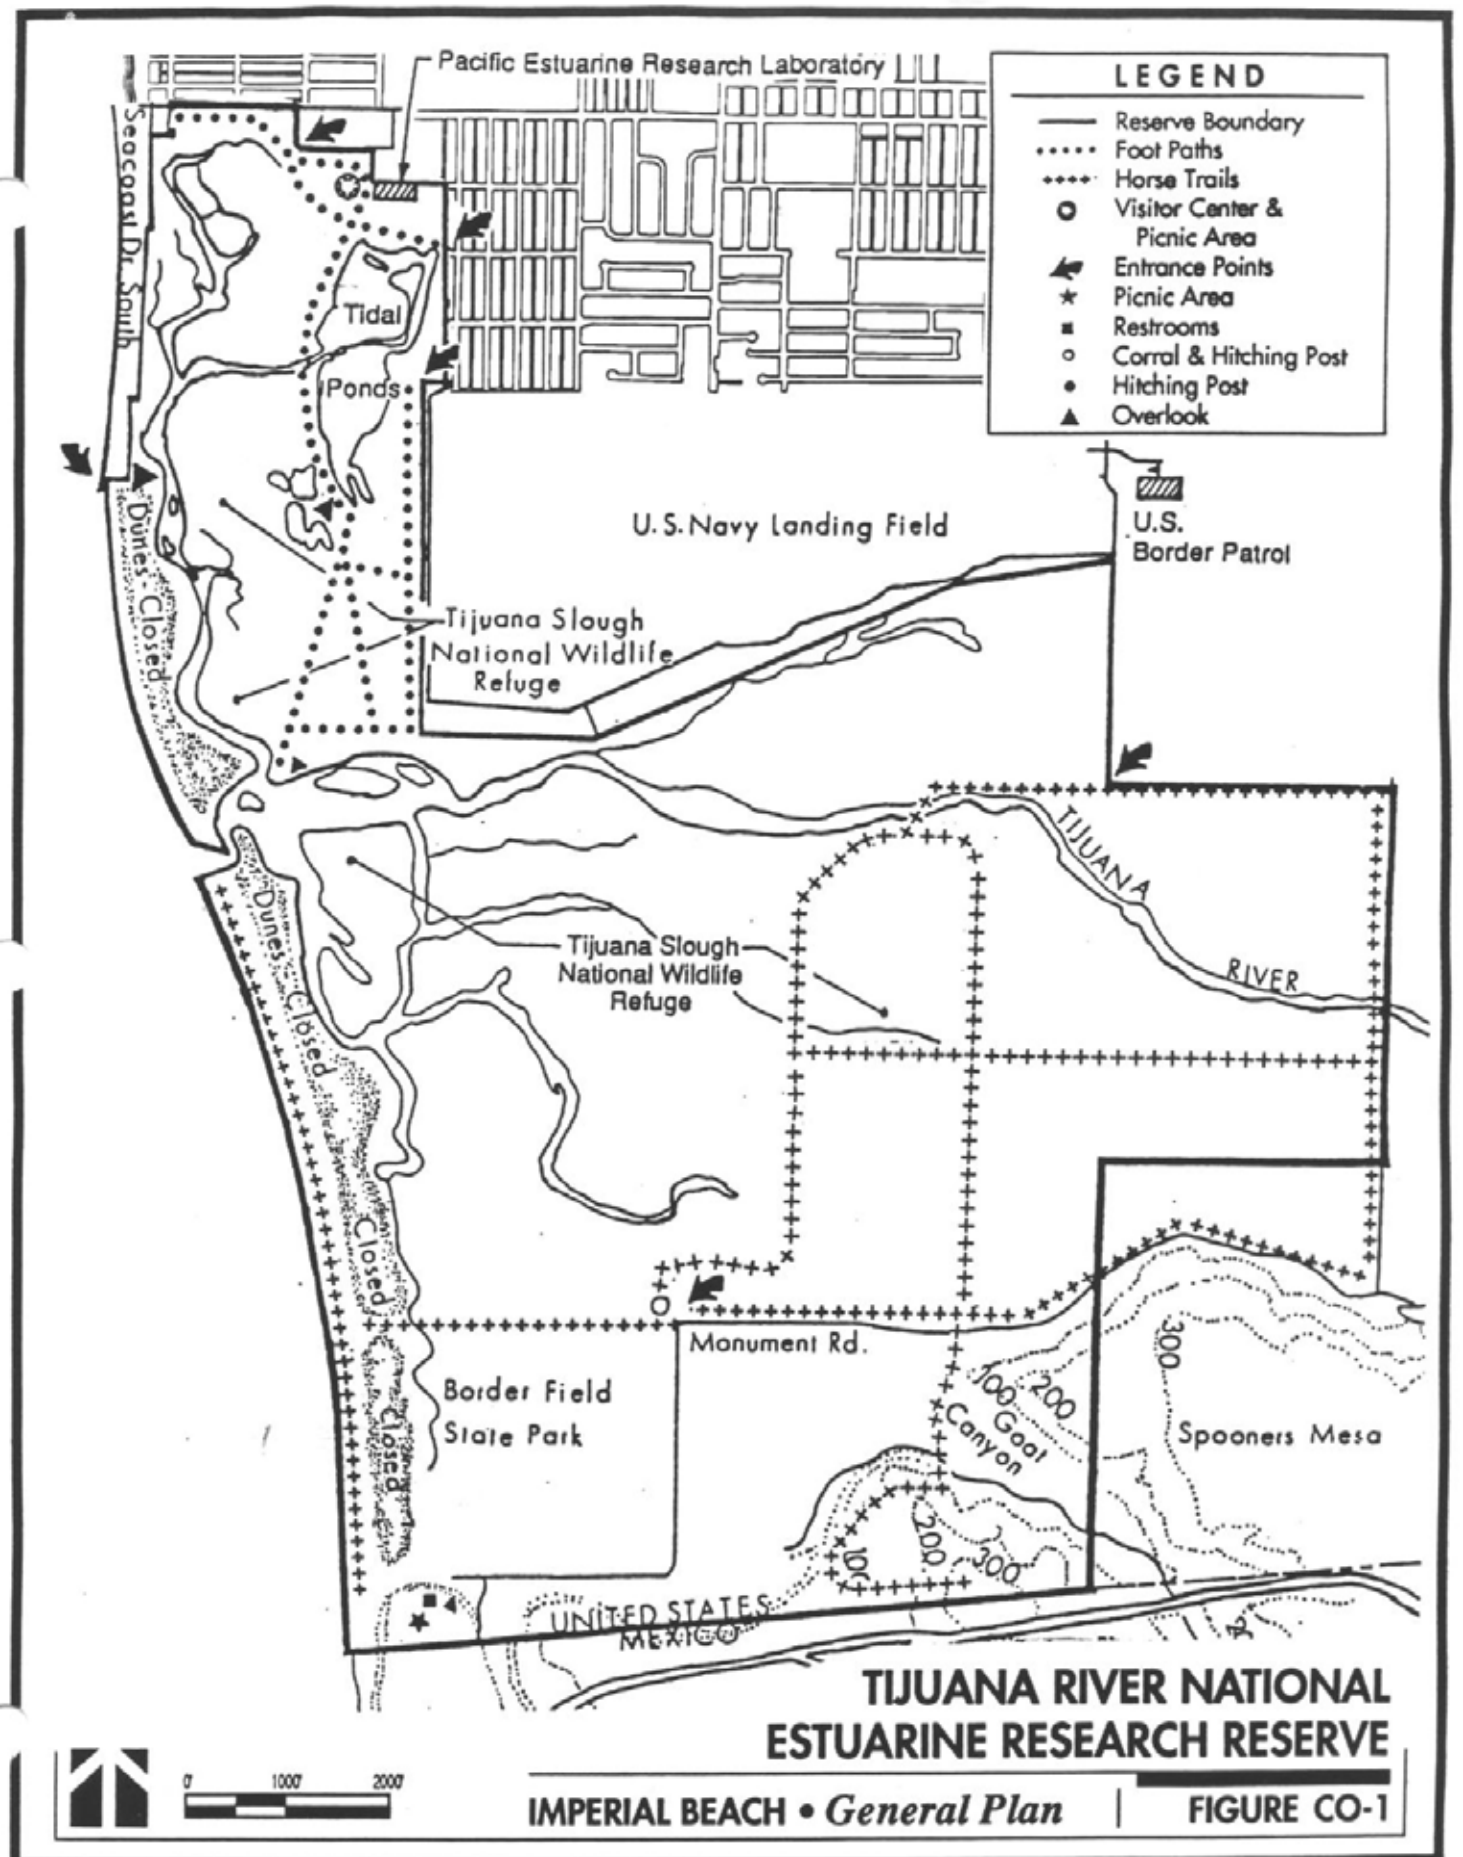 Pacific Estuarine Research Laboratory
LEGEND
Reserve Boundary
Foot Paths
Horse Trails
Visitor Center &
Picnic Area
Entrance Points
Picnic Area
Restrooms
Corral & Hitching Post
Hitching Post
Overlook
Seacoast Dr. South
Tidal
Ponds
U.S. Navy Landing Field
U.S.
Border Patrol
Dunes - Closed
Tijuana Slough
National Wildlife
Refuge
TIJUANA
RIVER
Dunes
Closed
Tijuana Slough
National Wildlife
Refuge
Closed
Monument Rd.
Border Field
State Park
Closed
100
200
300
Goat
Canyon
Spooners Mesa
100
200
300
UNITED STATES
MEXICO
TIJUANA RIVER NATIONAL
ESTUARINE RESEARCH RESERVE
0' 1000' 2000'
IMPERIAL BEACH • General Plan
FIGURE CO-1